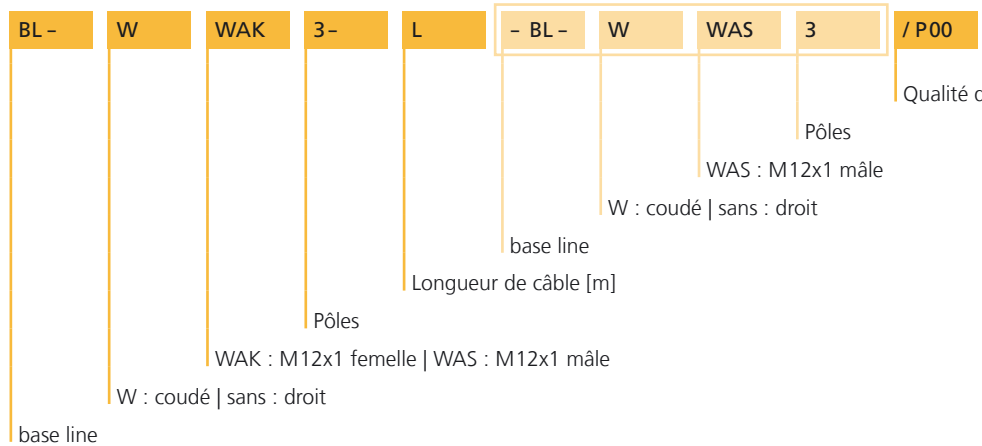 BL – W WAK 3 – L – BL – W WAS 3 / P00
Qualité
Pôles
WAS : M12x1 mâle
W : coudé | sans : droit
base line
Longueur de câble [m]
Pôles
WAK : M12x1 femelle | WAS : M12x1 mâle
W : coudé | sans : droit
base line